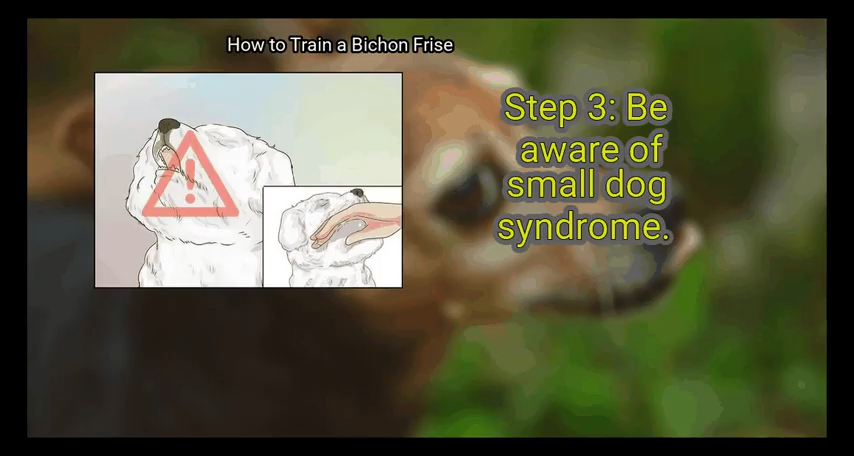 How to Train a Bichon Frise
Step 3: Be
aware of
small dog
syndrome.